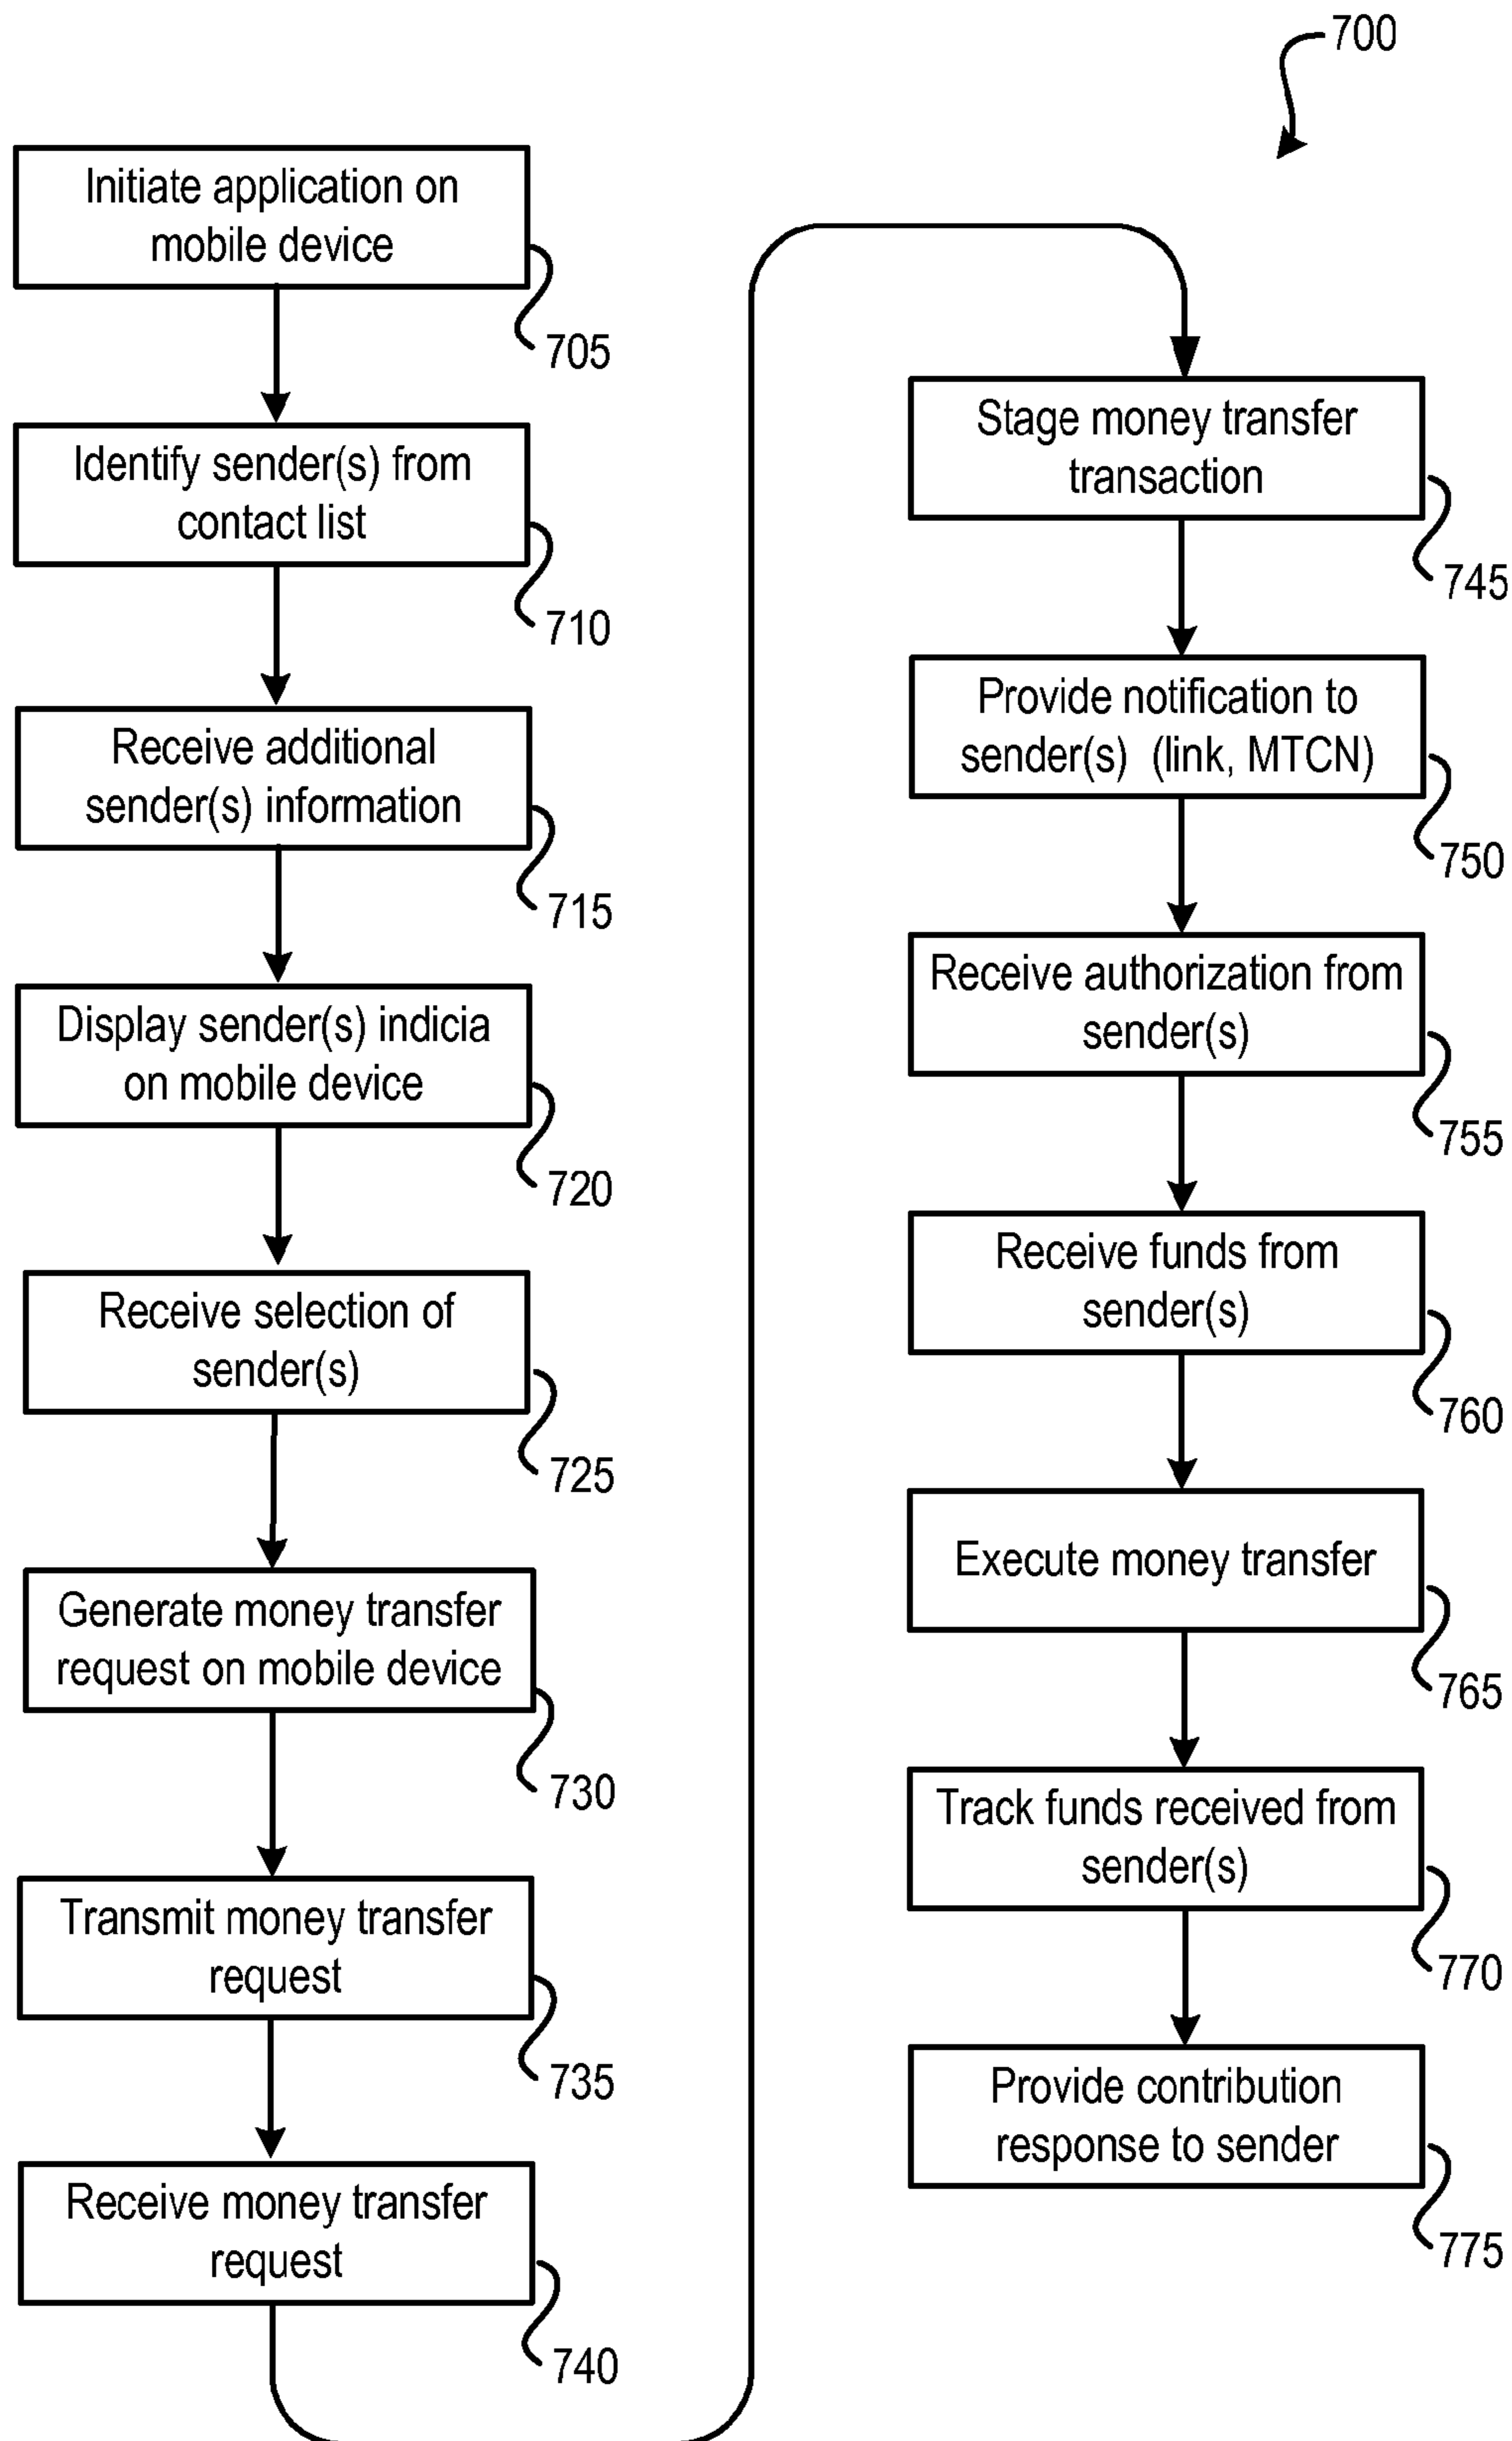 700
Initiate application on
mobile device
705
Identify sender(s) from
contact list
710
Receive additional
sender(s) information
715
Display sender(s) indicia
on mobile device
720
Receive selection of
sender(s)
725
Generate money transfer
request on mobile device
730
Transmit money transfer
request
735
Receive money transfer
request
740
Stage money transfer
transaction
745
Provide notification to
sender(s) (link, MTCN)
750
Receive authorization from
sender(s)
755
Receive funds from
sender(s)
760
Execute money transfer
765
Track funds received from
sender(s)
770
Provide contribution
response to sender
775